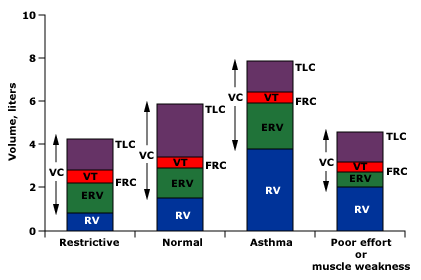 Volume, liters
10
8
6
4
2
0
VC
TLC
VT
FRC
ERV
RV
Restrictive
VC
TLC
VT
FRC
ERV
RV
Normal
VC
TLC
VT
FRC
ERV
RV
Asthma
VC
TLC
VT
FRC
ERV
RV
Poor effort
or
muscle weakness